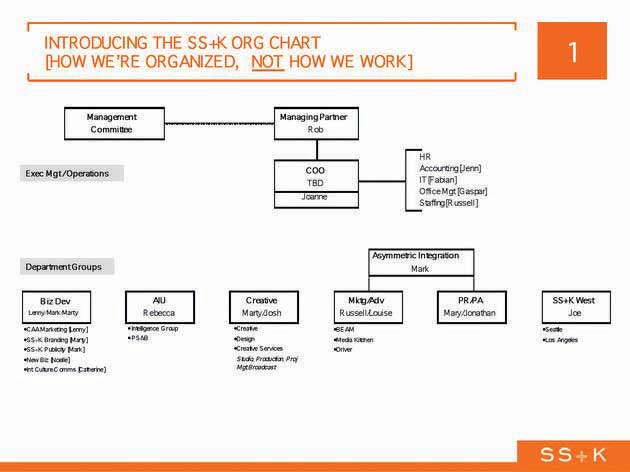 INTRODUCING THE SS+K ORG CHART
[HOW WE'RE ORGANIZED, NOT HOW WE WORK]
1
Management
Committee
Managing Partner
Rob
Exec Mgt/Operations
COO
TBD
Joanne
HR
Accounting [Jenn]
IT [Fabian]
Office Mgt [Gaspar]
Staffing [Russell]
Asymmetric Integration
Mark
Department Groups
Biz Dev
Lenny/Mark/Marty
•CAA Marketing [Lenny]
•SS+K Branding [Marty]
•SS+K Publicity [Mark]
•New Biz [Noelle]
•Int Culture Comms [Catherine]
AIU
Rebecca
•Intelligence Group
•PS&B
Creative
Marty/Josh
•Creative
•Design
•Creative Services
Studio, Production, Proj
Mgt, Broadcast
Mktg/Adv
Russell/Louise
•BEAM
•Media Kitchen
•Driver
PR/PA
Mary/Jonathan
SS+K West
Joe
•Seattle
•Los Angeles
SS+K